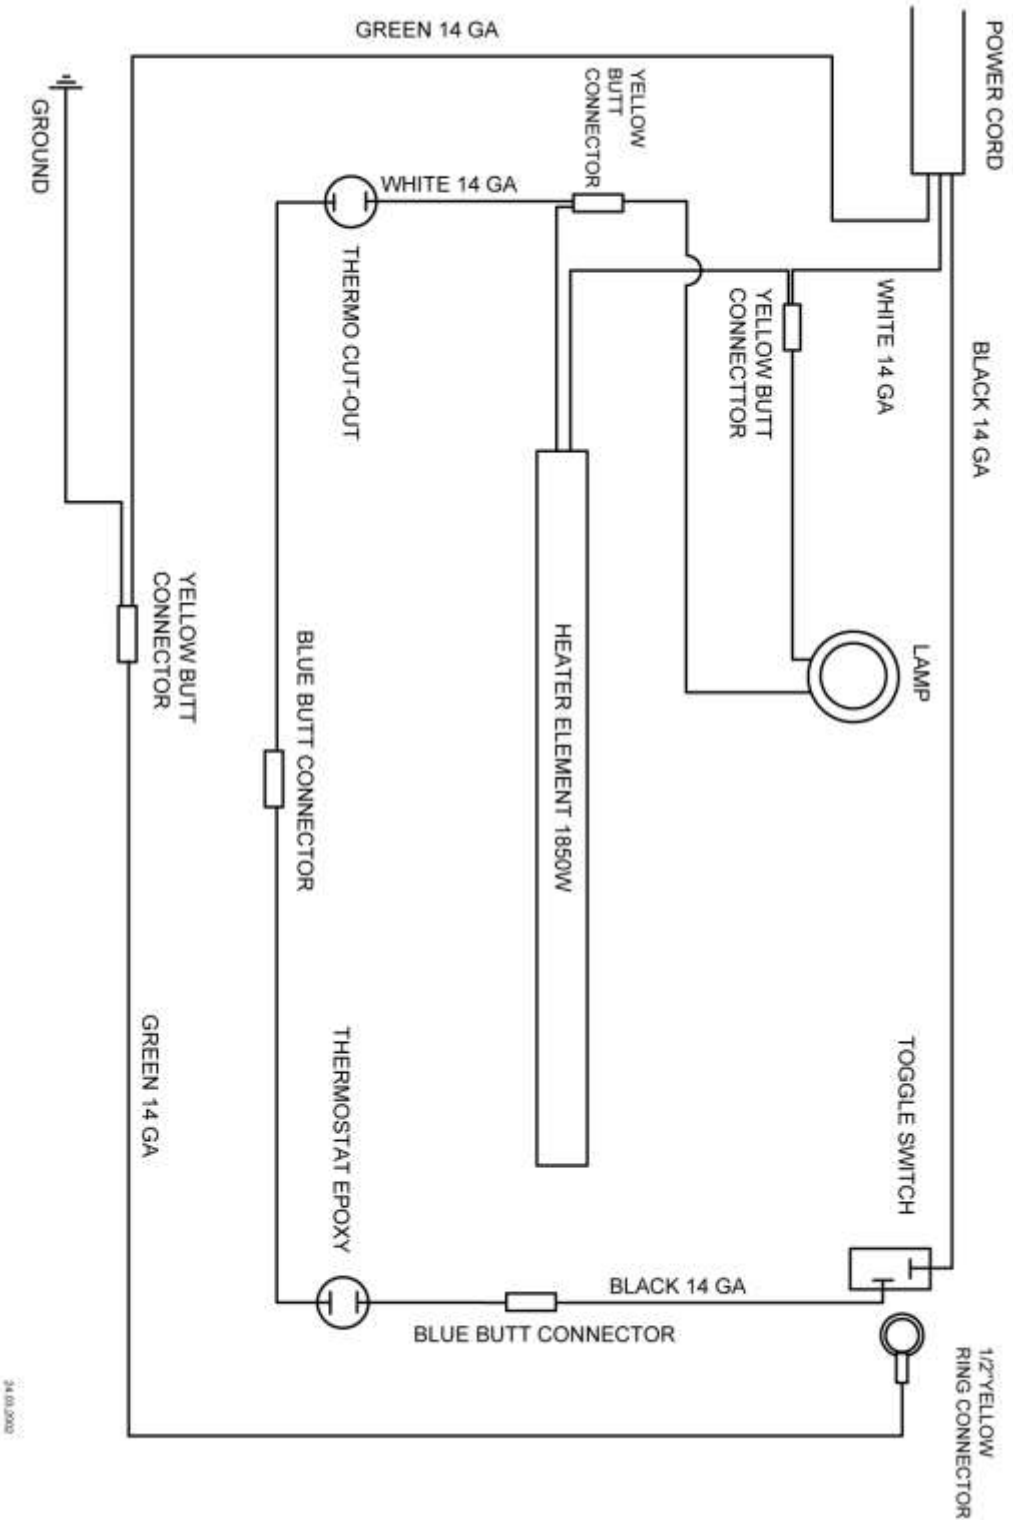 POWER CORD
GREEN 14 GA
YELLOW
BUTT
CONNECTOR
GROUND
WHITE 14 GA
THERMO CUT-OUT
YELLOW BUTT
CONNECTTOR
WHITE 14 GA
BLACK 14 GA
YELLOW BUTT
CONNECTOR
BLUE BUTT CONNECTOR
HEATER ELEMENT 1850W
LAMP
GREEN 14 GA
THERMOSTAT EPOXY
TOGGLE SWITCH
BLACK 14 GA
BLUE BUTT CONNECTOR
1/2"YELLOW
RING CONNECTOR